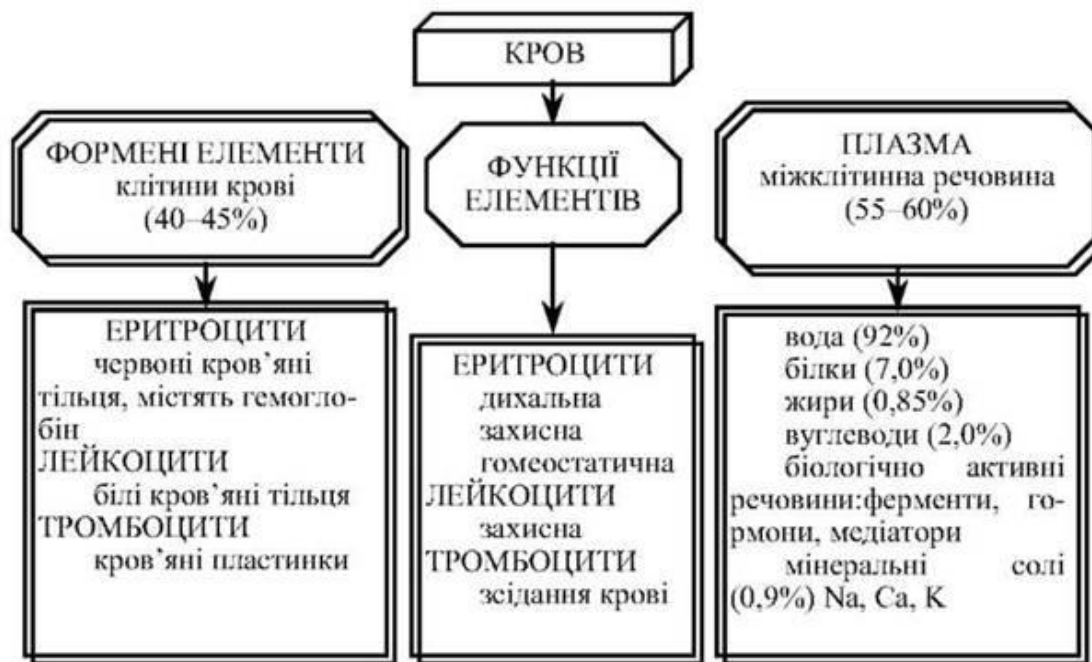 КРОВ
ФОРМЕНІ ЕЛЕМЕНТИ
клітини крові
(40–45%)
ФУНКЦІЇ
ЕЛЕМЕНТІВ
ПЛАЗМА
міжклітинна речовина
(55–60%)
ЕРИТРОЦИТИ
червоні кров’яні
тільця, містять гемогло-
бін
ЛЕЙКОЦИТИ
білі кров’яні тільця
ТРОМБОЦИТИ
кров’яні пластинки
ЕРИТРОЦИТИ
дихальна
захисна
гомеостатична
ЛЕЙКОЦИТИ
захисна
ТРОМБОЦИТИ
зсідання крові
вода (92%)
білки (7,0%)
жири (0,85%)
вуглеводи (2,0%)
біологічно активні
речовини:ферменти, го-
рмони, медіатори
мінеральні солі
(0,9%) Na, Ca, K